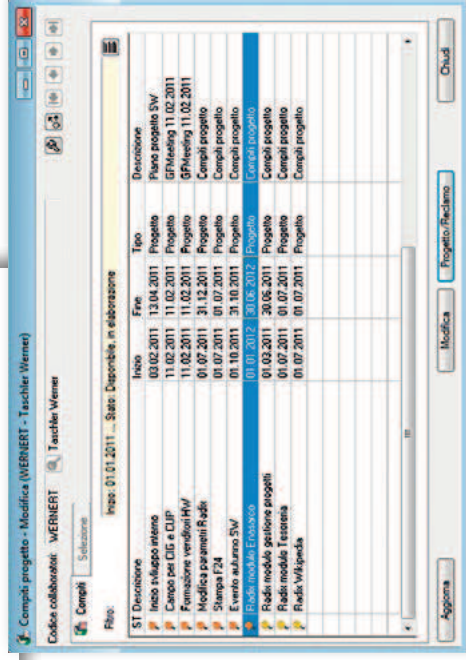 Compiti progetto - Modifica (WERNERT - Taschler Werner)
Codice collaboratori: WERNERT Taschler Werner
Compiti Selezione
Filtro: Inizio: 01.01.2011 ... Stato: Disponibile, in elaborazione
ST Descrizione Inizio Fine Tipo Descrizione
Inizio sviluppo interno 03.02.2011 13.04.2011 Progetto Piano progetto SW
Campo per CIG e CUP 11.02.2011 11.02.2011 Progetto GFMeeting 11.02.2011
Formazione venditori HW 11.02.2011 11.02.2011 Progetto GFMeeting 11.02.2011
Modifica parametri Radix 01.07.2011 31.12.2011 Progetto Compiti progetto
Stampa F24 01.07.2011 01.07.2011 Progetto Compiti progetto
Evento autunno SW 01.10.2011 31.10.2011 Progetto Compiti progetto
Radix modulo Enasarco 01.01.2012 30.06.2012 Progetto Compiti progetto
Radix modulo gestione progetti 01.03.2011 30.06.2011 Progetto Compiti progetto
Radix modulo Tesoreria 01.07.2011 01.07.2011 Progetto Compiti progetto
Radix Wikipedia 01.07.2011 01.07.2011 Progetto Compiti progetto
Aggiorna Modifica Progetto/Reclamo Chiudi